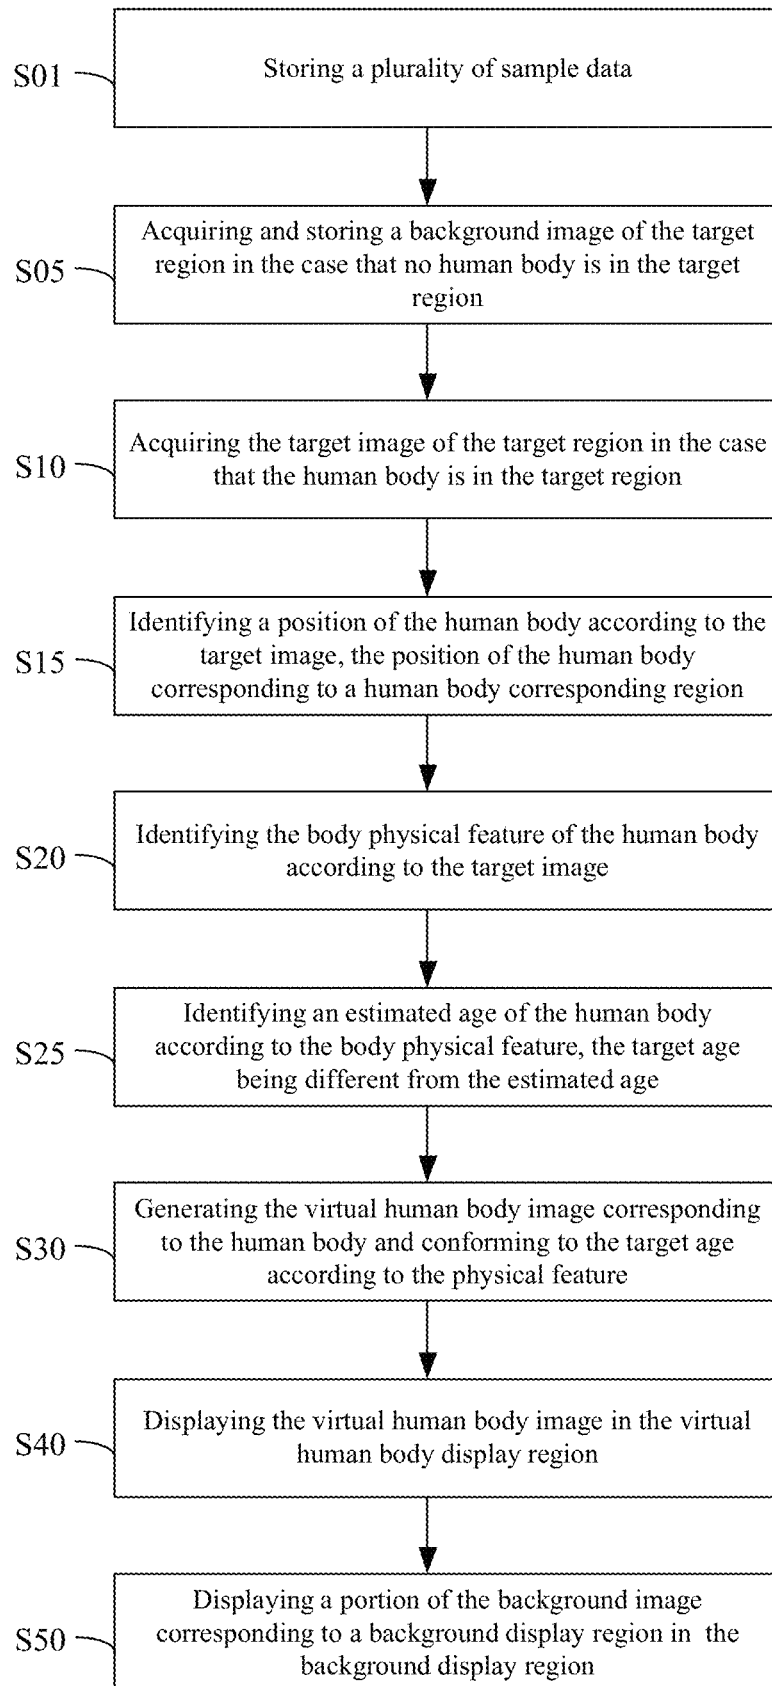 S01
Storing a plurality of sample data
S05
Acquiring and storing a background image of the target
region in the case that no human body is in the target
region
S10
Acquiring the target image of the target region in the case
that the human body is in the target region
S15
Identifying a position of the human body according to the
target image, the position of the human body
corresponding to a human body corresponding region
S20
Identifying the body physical feature of the human body
according to the target image
S25
Identifying an estimated age of the human body
according to the body physical feature, the target age
being different from the estimated age
S30
Generating the virtual human body image corresponding
to the human body and conforming to the target age
according to the physical feature
S40
Displaying the virtual human body image in the virtual
human body display region
S50
Displaying a portion of the background image
corresponding to a background display region in the
background display region